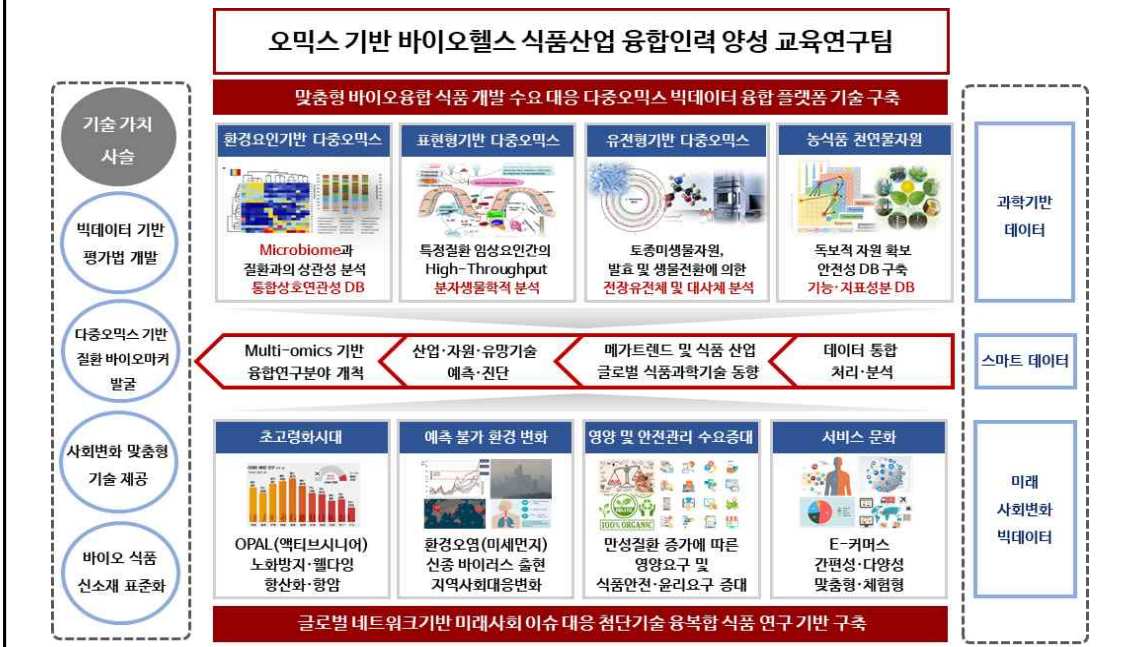 오믹스 기반 바이오헬스 식품산업 융합인력 양성 교육연구팀
맞춤형 바이오융합 식품 개발 수요 대응 다중오믹스 빅데이터 융합 플랫폼 기술 구축
기술 가치
사슬
빅데이터 기반
평가법 개발
다중오믹스 기반
질환 바이오마커
발굴
사회변화 맞춤형
기술 제공
바이오 식품
신소재 표준화
환경요인기반 다중오믹스
Microbiome과
질환과의 상관성 분석
통합상호연관성 DB
표현형기반 다중오믹스
특정질환 임상요인간의
High-Throughput
분자생물학적 분석
유전형기반 다중오믹스
토종미생물자원,
발효 및 생물전환에 의한
전장유전체 및 대사체 분석
농식품 천연물자원
독보적 자원 확보
안전성 DB 구축
기능·지표성분 DB
Multi-omics 기반
융합연구분야 개척
산업·자원·유망기술
예측·진단
메가트렌드 및 식품 산업
글로벌 식품과학기술 동향
데이터 통합
처리·분석
초고령화시대
OPAL(액티브시니어)
노화방지·웰다잉
항산화·항암
예측 불가 환경 변화
환경오염(미세먼지)
신종 바이러스 출현
지역사회대응변화
영양 및 안전관리 수요증대
100% ORGANIC
만성질환 증가에 따른
영양요구 및
식품안전·윤리요구 증대
서비스 문화
E-커머스
간편성·다양성
맞춤형·체험형
과학기반
데이터
스마트 데이터
미래
사회변화
빅데이터
글로벌 네트워크기반 미래사회 이슈 대응 첨단기술 융복합 식품 연구 기반 구축